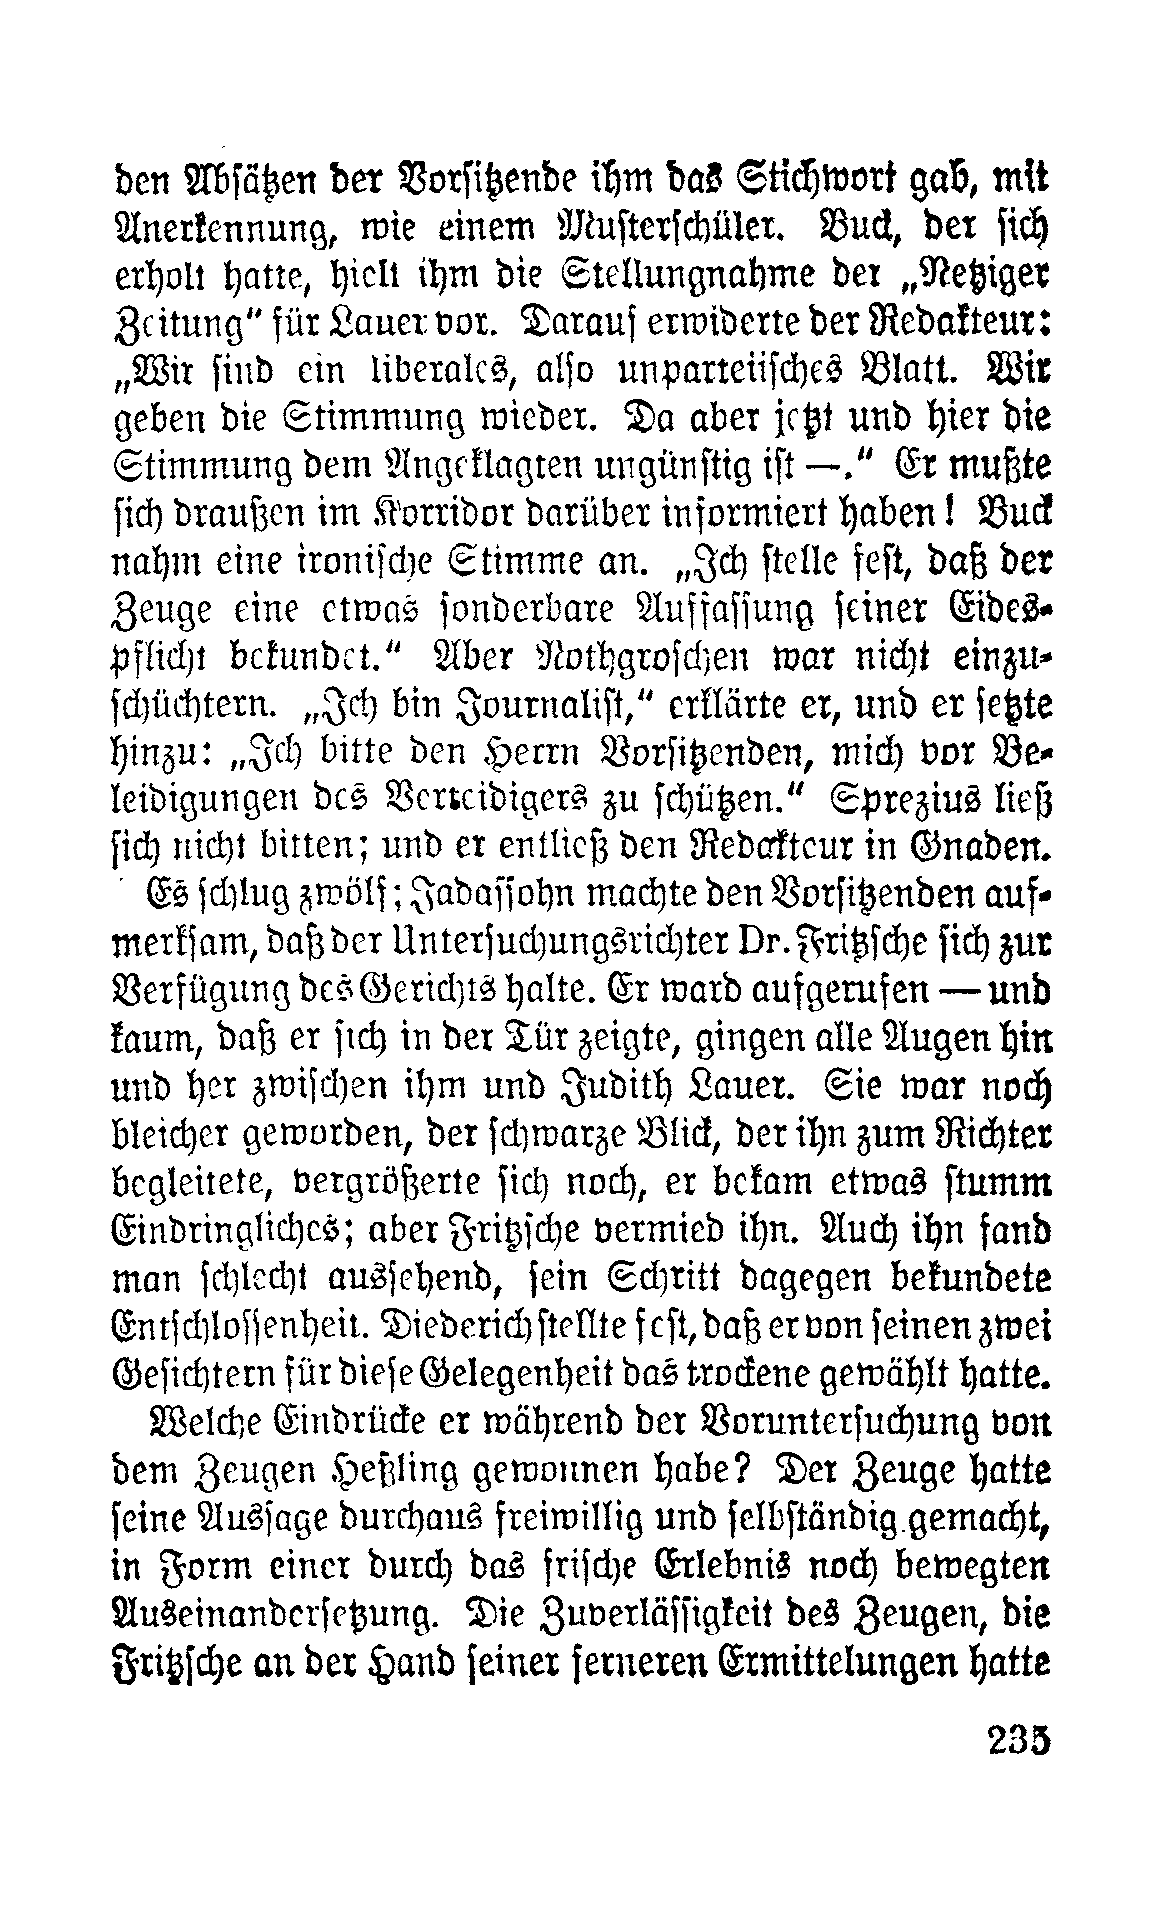 den Absätzen der Vorsitzende ihm das Stichwort gab, mit
Anerkennung, wie einem Musterschüler. Buck, der sich
erholt hatte, hielt ihm die Stellungnahme der „Netziger
Zeitung“ für Lauer vor. Darauf erwiderte der Redakteur:
„Wir sind ein liberales, also unparteiisches Blatt. Wir
geben die Stimmung wieder. Da aber jetzt und hier die
Stimmung dem Angeklagten ungünstig ist —.“ Er mußte
sich draußen im Korridor darüber informiert haben! Buck
nahm eine ironische Stimme an. „Ich stelle fest, daß der
Zeuge eine etwas sonderbare Auffassung seiner Eides-
pflicht bekundet.“ Aber Nothgroschen war nicht einzu-
schüchtern. „Ich bin Journalist,“ erklärte er, und er setzte
hinzu: „Ich bitte den Herrn Vorsitzenden, mich vor Be-
leidigungen des Verteidigers zu schützen.“ Sprezius ließ
sich nicht bitten; und er entließ den Redakteur in Gnaden.
Es schlug zwölf; Jadassohn machte den Vorsitzenden auf-
merksam, daß der Untersuchungsrichter Dr. Fritzsche sich zur
Verfügung des Gerichts halte. Er ward aufgerufen — und
kaum, daß er sich in der Tür zeigte, gingen alle Augen hin
und her zwischen ihm und Judith Lauer. Sie war noch
bleicher geworden, der schwarze Blick, der ihn zum Richter
begleitete, vergrößerte sich noch, er bekam etwas stumm
Eindringliches; aber Fritzsche vermied ihn. Auch ihn fand
man schlecht aussehend, sein Schritt dagegen bekundete
Entschlossenheit. Diederich stellte fest, daß er von seinen zwei
Gesichtern für diese Gelegenheit das trockene gewählt hatte.
Welche Eindrücke er während der Voruntersuchung von
dem Zeugen Heßling gewonnen habe? Der Zeuge hatte
seine Aussage durchaus freiwillig und selbständig gemacht,
in Form einer durch das frische Erlebnis noch bewegten
Auseinandersetzung. Die Zuverlässigkeit des Zeugen, die
Fritzsche an der Hand seiner ferneren Ermittelungen hatte
235